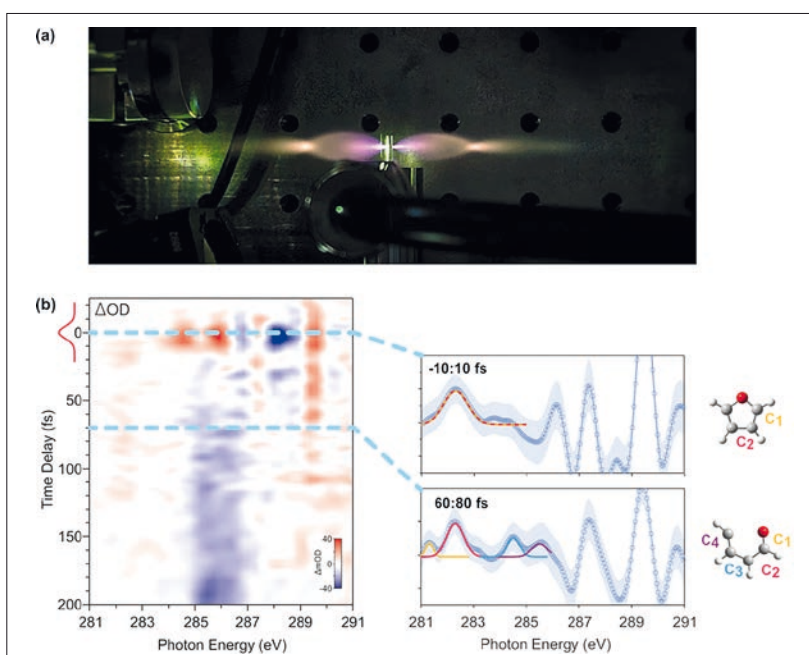 (a)
(b)
ΔOD
0
50
100
150
200
Time Delay (fs)
40
0
-40
ΔmOD
281 283 285 287 289 291
Photon Energy (eV)
-10:10 fs
60:80 fs
281 283 285 287 289 291
Photon Energy (eV)
C1
C2
C4
C1
C3
C2